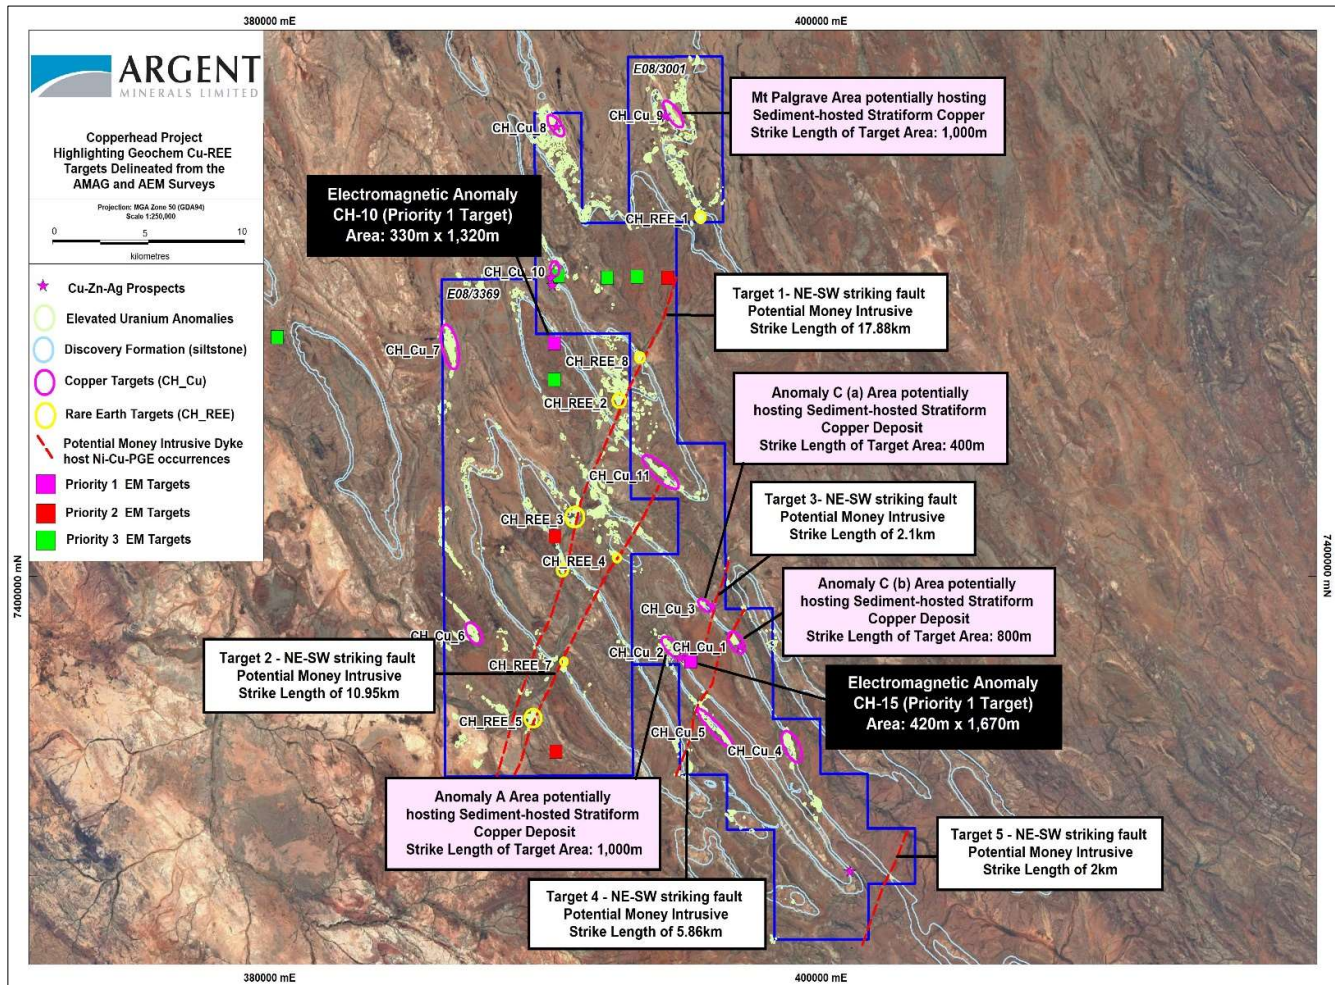 380000 mE
400000 mE
ARGENT
MINERALS LIMITED
Copperhead Project
Highlighting Geochem Cu-REE
Targets Delineated from the
AMAG and AEM Surveys
Projection: MGA Zone 50 (GDA94)
Scale 1:250,000
0 5 10
kilometres
Cu-Zn-Ag Prospects
Elevated Uranium Anomalies
Discovery Formation (siltstone)
Copper Targets (CH_Cu)
Rare Earth Targets (CH_REE)
Potential Money Intrusive Dyke
host Ni-Cu-PGE occurrences
Priority 1 EM Targets
Priority 2 EM Targets
Priority 3 EM Targets
E08/3001
CH_Cu_9
CH_Cu_8
Mt Palgrave Area potentially hosting
Sediment-hosted Stratiform Copper
Strike Length of Target Area: 1,000m
Electromagnetic Anomaly
CH-10 (Priority 1 Target)
Area: 330m x 1,320m
CH_REE_1
CH_Cu_10
E08/3369
Target 1- NE-SW striking fault
Potential Money Intrusive
Strike Length of 17.88km
CH_Cu_7
CH_REE_8
CH_REE_2
Anomaly C (a) Area potentially
hosting Sediment-hosted Stratiform
Copper Deposit
Strike Length of Target Area: 400m
CH_Cu_11
Target 3- NE-SW striking fault
Potential Money Intrusive
Strike Length of 2.1km
CH_REE_3
CH_REE_4
7400000 mN
7400000 mN
Anomaly C (b) Area potentially
hosting Sediment-hosted Stratiform
Copper Deposit
Strike Length of Target Area: 800m
CH_Cu_3
CH_Cu_6
CH_Cu_1
CH_Cu_2
Target 2 - NE-SW striking fault
Potential Money Intrusive
Strike Length of 10.95km
CH_REE_7
Electromagnetic Anomaly
CH-15 (Priority 1 Target)
Area: 420m x 1,670m
CH_REE_5
CH_Cu_5
CH_Cu_4
Anomaly A Area potentially
hosting Sediment-hosted Stratiform
Copper Deposit
Strike Length of Target Area: 1,000m
Target 5 - NE-SW striking fault
Potential Money Intrusive
Strike Length of 2km
Target 4 - NE-SW striking fault
Potential Money Intrusive
Strike Length of 5.86km
380000 mE
400000 mE